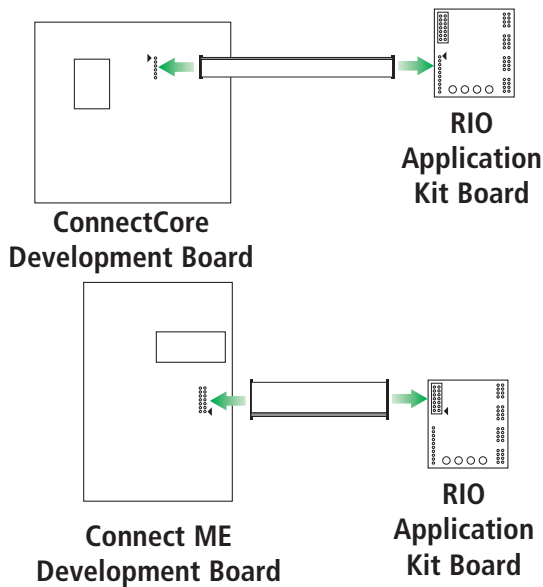 RIO
Application
Kit Board
ConnectCore
Development Board
Connect ME
Development Board
RIO
Application
Kit Board